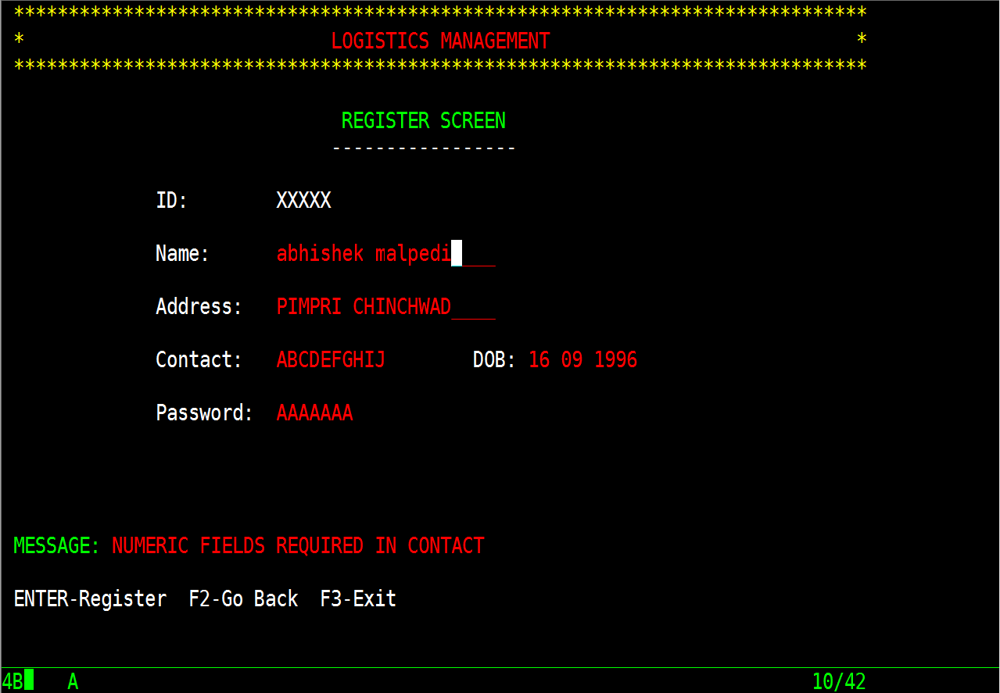 ******************************************************************************
* LOGISTICS MANAGEMENT *
******************************************************************************
REGISTER SCREEN
-----------------
ID: XXXXX
Name: abhishek malpedi____
Address: PIMPRI CHINCHWAD____
Contact: ABCDEFGHIJ DOB: 16 09 1996
Password: AAAAAAA
MESSAGE: NUMERIC FIELDS REQUIRED IN CONTACT
ENTER-Register F2-Go Back F3-Exit
4B A 10/42